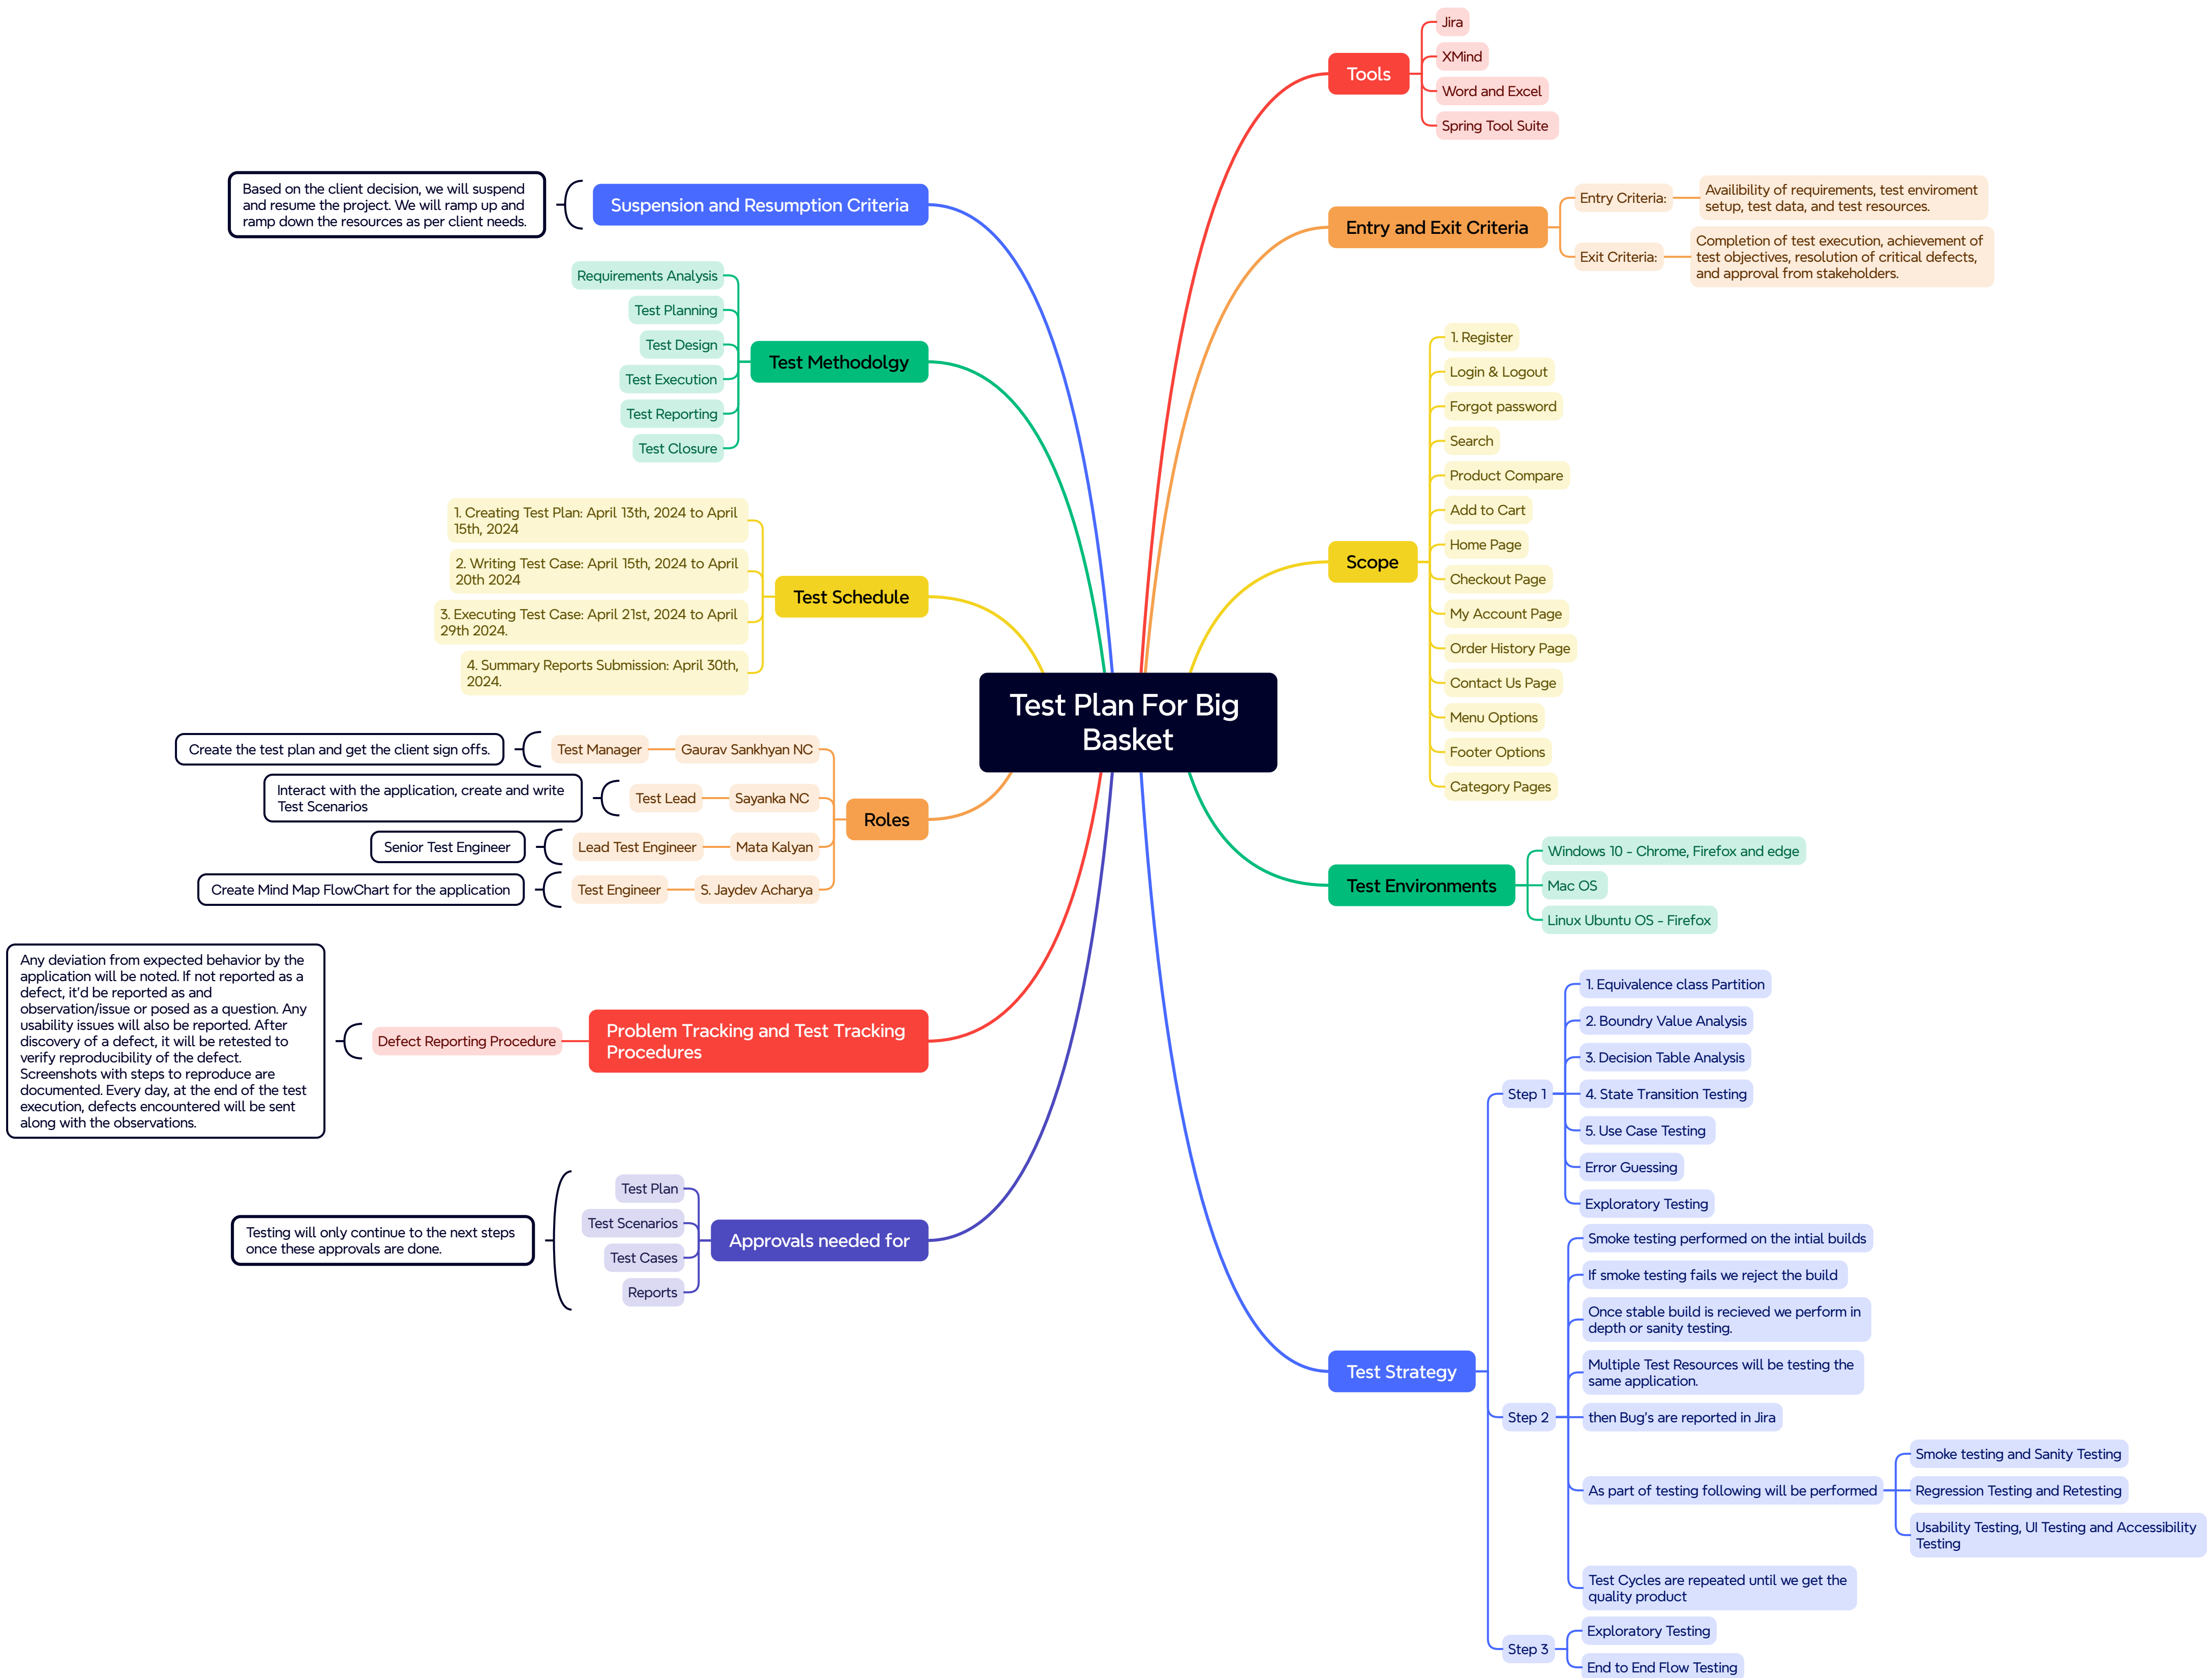 Test Plan For Big
Basket
Tools
Jira
XMind
Word and Excel
Spring Tool Suite
Entry and Exit Criteria
Entry Criteria:
Availibility of requirements, test enviroment
setup, test data, and test resources.
Exit Criteria:
Completion of test execution, achievement of
test objectives, resolution of critical defects,
and approval from stakeholders.
Scope
1. Register
Login & Logout
Forgot password
Search
Product Compare
Add to Cart
Home Page
Checkout Page
My Account Page
Order History Page
Contact Us Page
Menu Options
Footer Options
Category Pages
Test Environments
Windows 10 - Chrome, Firefox and edge
Mac OS
Linux Ubuntu OS - Firefox
Test Strategy
Step 1
1. Equivalence class Partition
2. Boundry Value Analysis
3. Decision Table Analysis
4. State Transition Testing
5. Use Case Testing
Error Guessing
Exploratory Testing
Step 2
Smoke testing performed on the intial builds
If smoke testing fails we reject the build
Once stable build is recieved we perform in
depth or sanity testing.
Multiple Test Resources will be testing the
same application.
then Bug's are reported in Jira
As part of testing following will be performed
Smoke testing and Sanity Testing
Regression Testing and Retesting
Usability Testing, UI Testing and Accessibility
Testing
Test Cycles are repeated until we get the
quality product
Step 3
Exploratory Testing
End to End Flow Testing
Suspension and Resumption Criteria
Based on the client decision, we will suspend
and resume the project. We will ramp up and
ramp down the resources as per client needs.
Test Methodolgy
Requirements Analysis
Test Planning
Test Design
Test Execution
Test Reporting
Test Closure
Test Schedule
1. Creating Test Plan: April 13th, 2024 to April
15th, 2024
2. Writing Test Case: April 15th, 2024 to April
20th 2024
3. Executing Test Case: April 21st, 2024 to April
29th 2024.
4. Summary Reports Submission: April 30th,
2024.
Roles
Gaurav Sankhyan NC
Test Manager
Create the test plan and get the client sign offs.
Sayanka NC
Test Lead
Interact with the application, create and write
Test Scenarios
Mata Kalyan
Lead Test Engineer
Senior Test Engineer
S. Jaydev Acharya
Test Engineer
Create Mind Map FlowChart for the application
Problem Tracking and Test Tracking
Procedures
Defect Reporting Procedure
Any deviation from expected behavior by the
application will be noted. If not reported as a
defect, it'd be reported as and
observation/issue or posed as a question. Any
usability issues will also be reported. After
discovery of a defect, it will be retested to
verify reproducibility of the defect.
Screenshots with steps to reproduce are
documented. Every day, at the end of the test
execution, defects encountered will be sent
along with the observations.
Approvals needed for
Test Plan
Test Scenarios
Test Cases
Reports
Testing will only continue to the next steps
once these approvals are done.